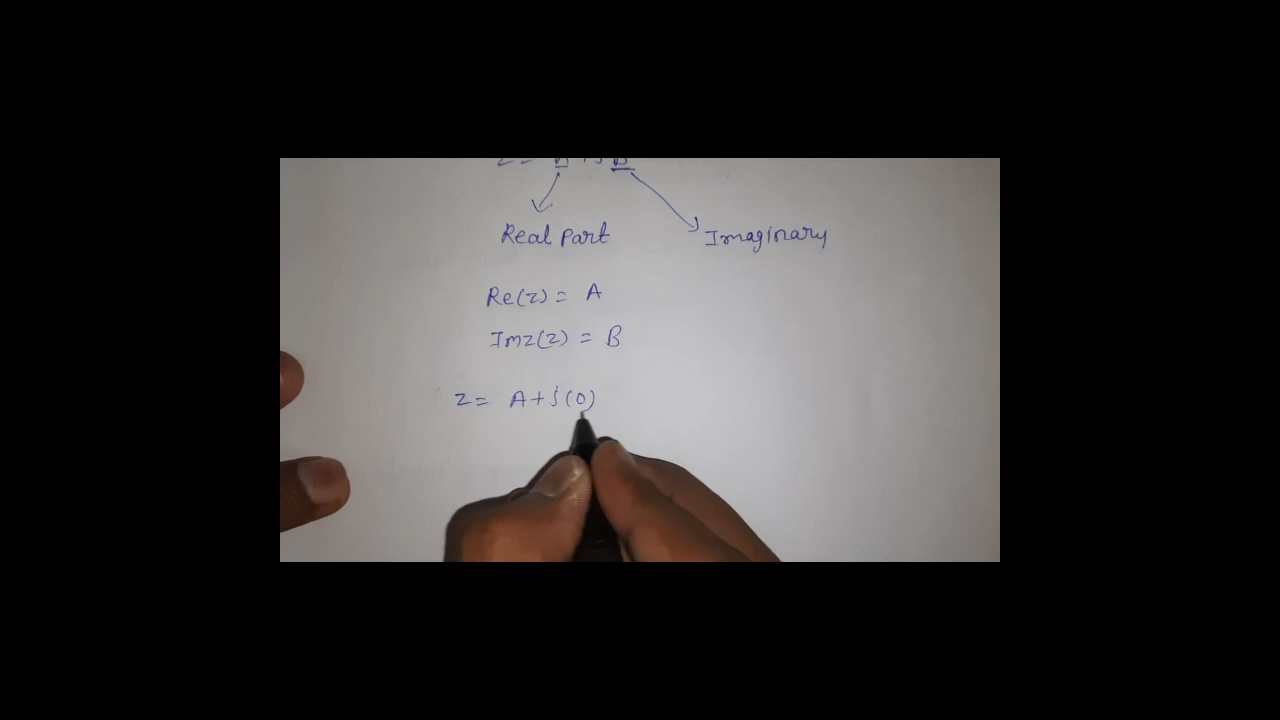 Z = A + j B
Real Part Imaginary
Re(z) = A
Imz(z) = B
Z = A + j(0)